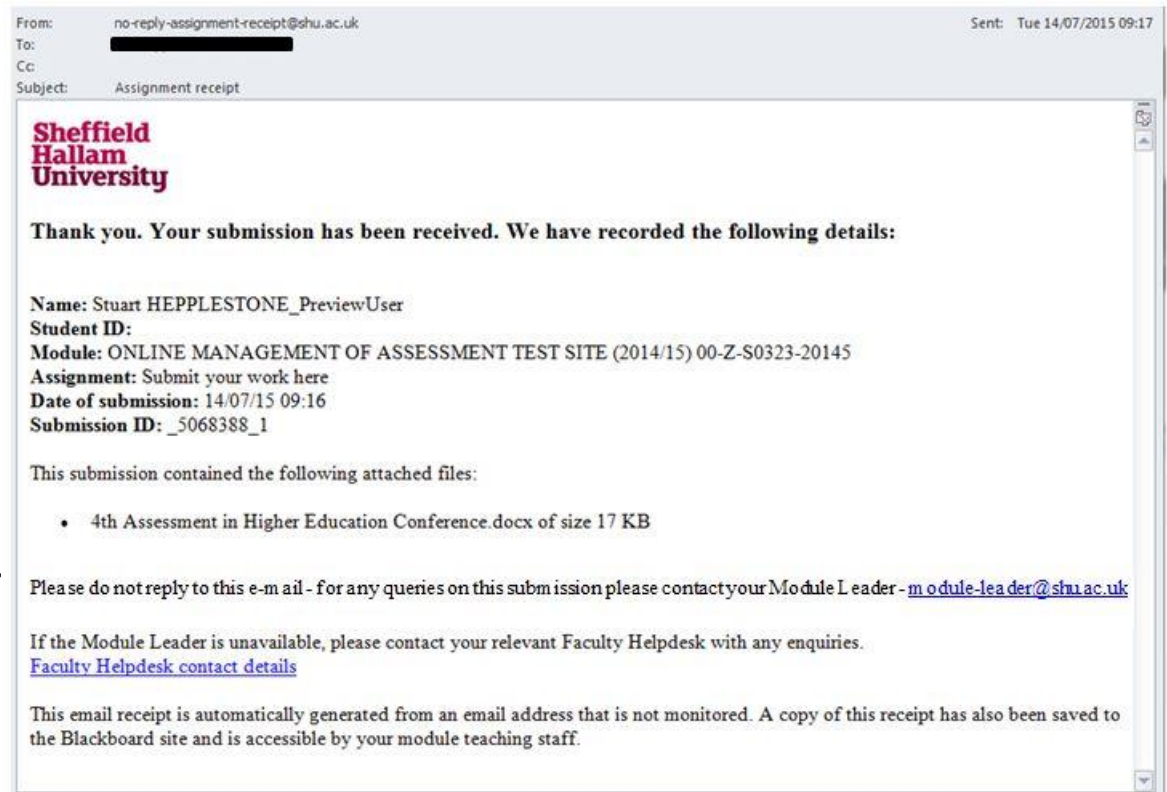 From: no-reply-assignment-receipt@shu.ac.uk Sent: Tue 14/07/2015 09:17
To:
Cc:
Subject: Assignment receipt
Sheffield
Hallam
University
Thank you. Your submission has been received. We have recorded the following details:
Name: Stuart HEPPLESTONE_PreviewUser
Student ID:
Module: ONLINE MANAGEMENT OF ASSESSMENT TEST SITE (2014/15) 00-Z-S0323-20145
Assignment: Submit your work here
Date of submission: 14/07/15 09:16
Submission ID: _5068388_1
This submission contained the following attached files:
• 4th Assessment in Higher Education Conference.docx of size 17 KB
Please do not reply to this e-mail - for any queries on this submission please contact your Module Leader - module-leader@shu.ac.uk
If the Module Leader is unavailable, please contact your relevant Faculty Helpdesk with any enquiries.
Faculty Helpdesk contact details
This email receipt is automatically generated from an email address that is not monitored. A copy of this receipt has also been saved to
the Blackboard site and is accessible by your module teaching staff.